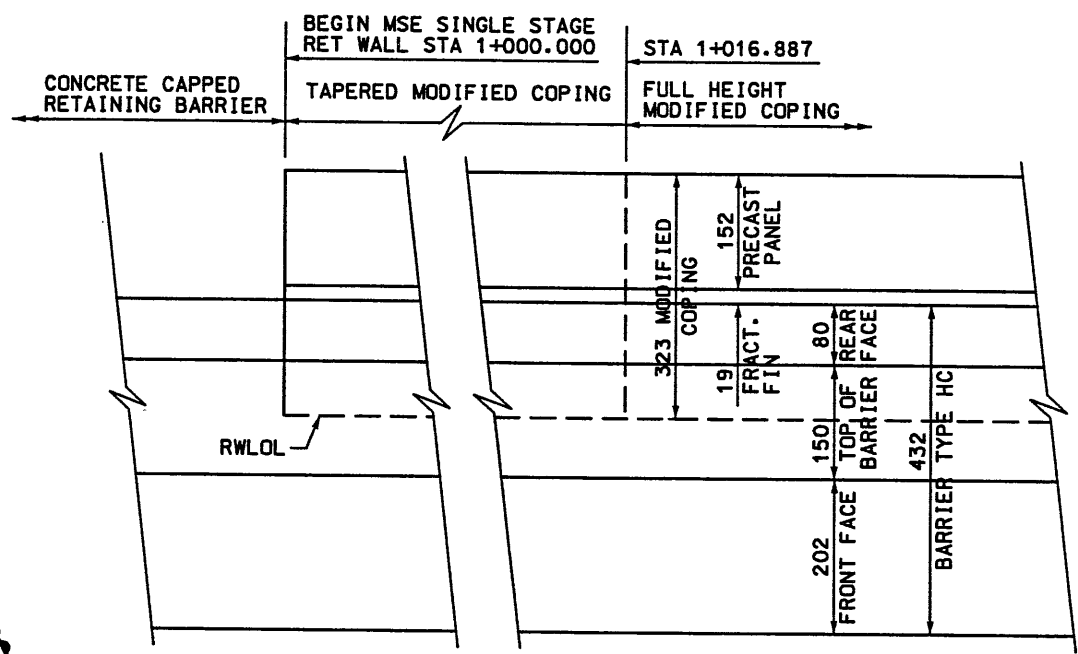 BEGIN MSE SINGLE STAGE
RET WALL STA 1+000.000
STA 1+016.887
CONCRETE CAPPED
RETAINING BARRIER
TAPERED MODIFIED COPING
FULL HEIGHT
MODIFIED COPING
323 MODIFIED
COPING
152
PRECAST
PANEL
19
FRACT.
FIN
80
REAR
FACE
150
TOP OF
BARRIER
432
BARRIER TYPE HC
RWLOL
202
FRONT FACE